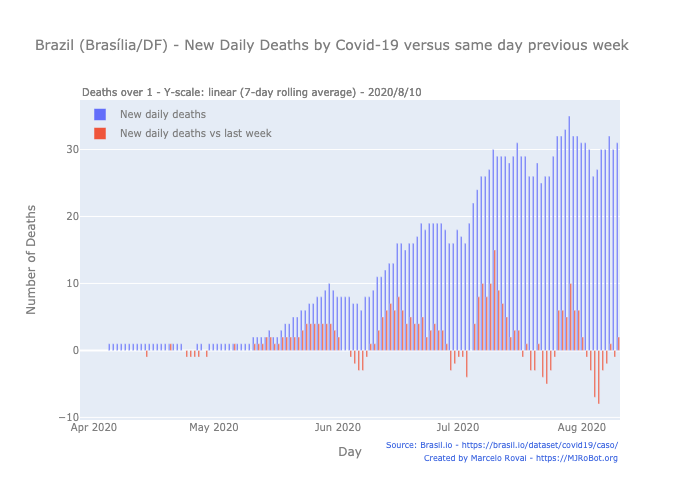 Brazil (Brasília/DF) - New Daily Deaths by Covid-19 versus same day previous week
Deaths over 1 - Y-scale: linear (7-day rolling average) - 2020/8/10
New daily deaths
New daily deaths vs last week
Number of Deaths
30
20
10
0
−10
Apr 2020
May 2020
Jun 2020
Jul 2020
Aug 2020
Day
Source: Brasil.io - https://brasil.io/dataset/covid19/caso/
Created by Marcelo Rovai - https://MJRoBot.org